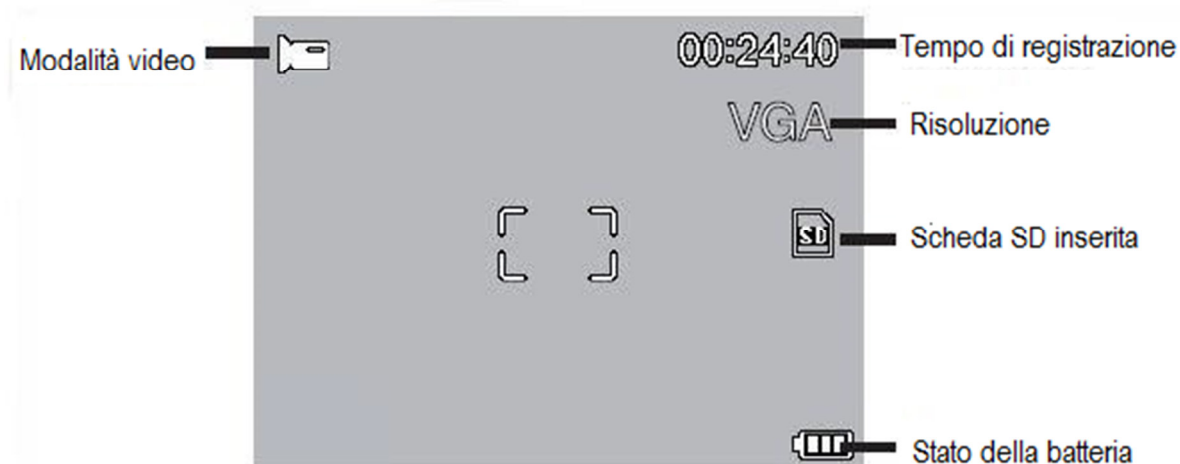 Modalità video
00:24:40
Tempo di registrazione
VGA
Risoluzione
SD
Scheda SD inserita
Stato della batteria